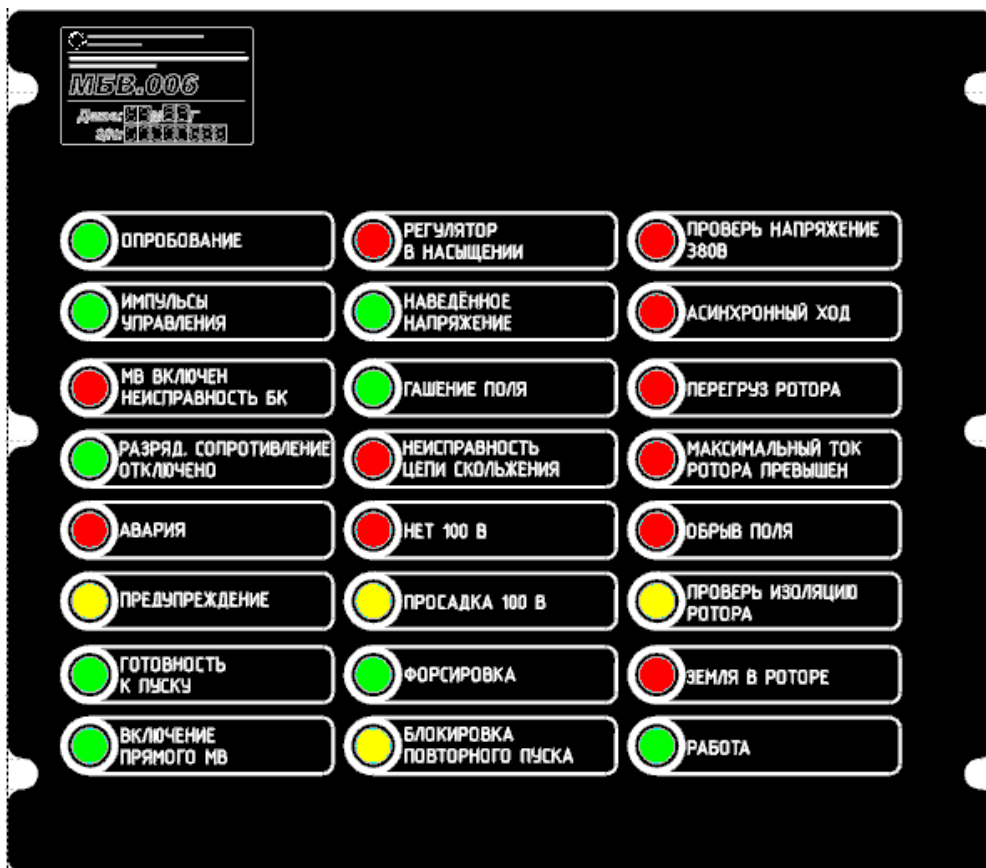 МБВ.006
Дата:
ОПРОБОВАНИЕ
РЕГУЛЯТОР
В НАСЫЩЕНИИ
ПРОВЕРЬ НАПРЯЖЕНИЕ
380В
ИМПУЛЬСЫ
УПРАВЛЕНИЯ
НАВЕДЁННОЕ
НАПРЯЖЕНИЕ
АСИНХРОННЫЙ ХОД
МВ ВКЛЮЧЕН
НЕИСПРАВНОСТЬ БК
ГАШЕНИЕ ПОЛЯ
ПЕРЕГРУЗ РОТОРА
РАЗРЯД. СОПРОТИВЛЕНИЕ
ОТКЛЮЧЕНО
НЕИСПРАВНОСТЬ
ЦЕПИ СКОЛЬЖЕНИЯ
МАКСИМАЛЬНЫЙ ТОК
РОТОРА ПРЕВЫШЕН
АВАРИЯ
НЕТ 100 В
ОБРЫВ ПОЛЯ
ПРЕДУПРЕЖДЕНИЕ
ПРОСАДКА 100 В
ПРОВЕРЬ ИЗОЛЯЦИЮ
РОТОРА
ГОТОВНОСТЬ
К ПУСКУ
ФОРСИРОВКА
ЗЕМЛЯ В РОТОРЕ
ВКЛЮЧЕНИЕ
ПРЯМОГО МВ
БЛОКИРОВКА
ПОВТОРНОГО ПУСКА
РАБОТА